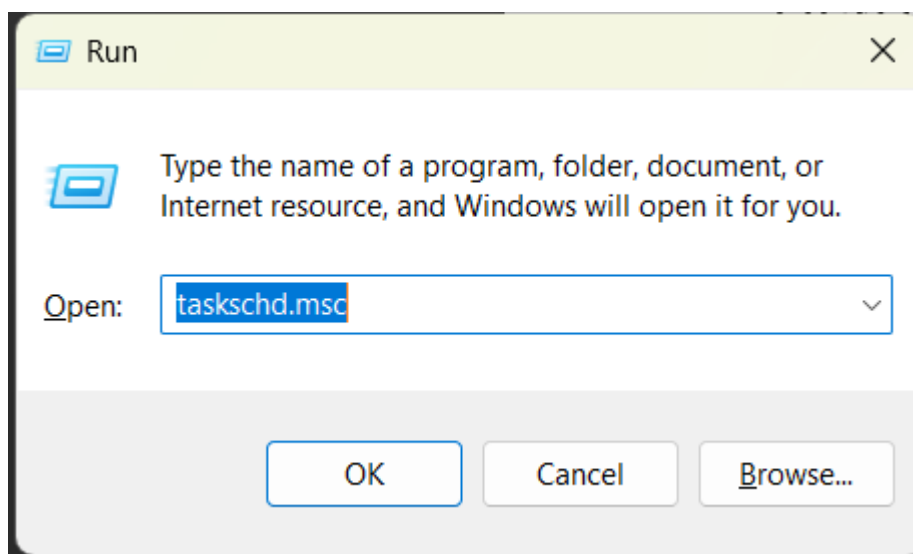 Run
Type the name of a program, folder, document, or
Internet resource, and Windows will open it for you.
Open: taskschd.msc
OK Cancel Browse...